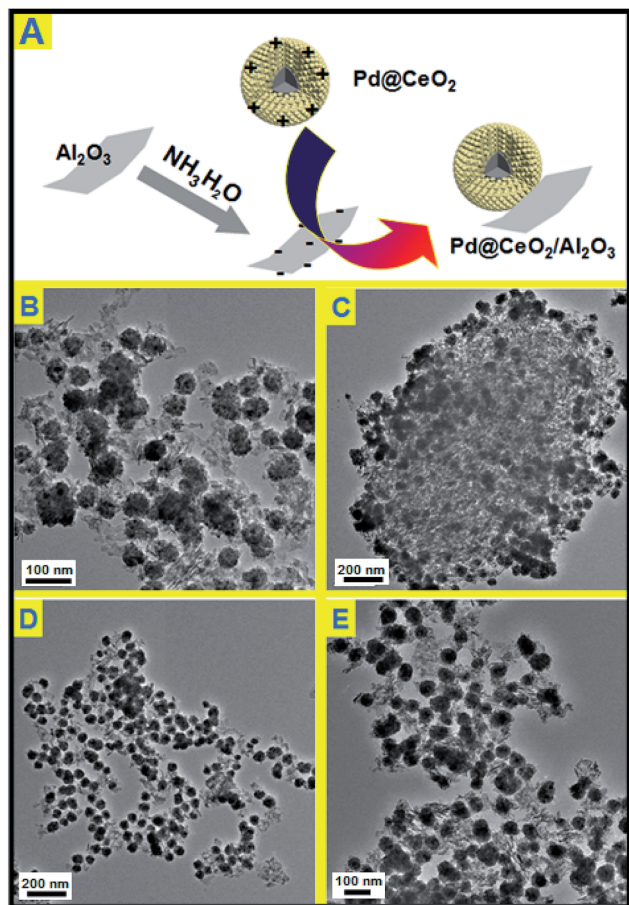 A
Pd@CeO₂
Al₂O₃
NH₃H₂O
+ + + + + + +
- - - - - - -
Pd@CeO₂/Al₂O₃
B
C
100 nm
200 nm
D
E
200 nm
100 nm